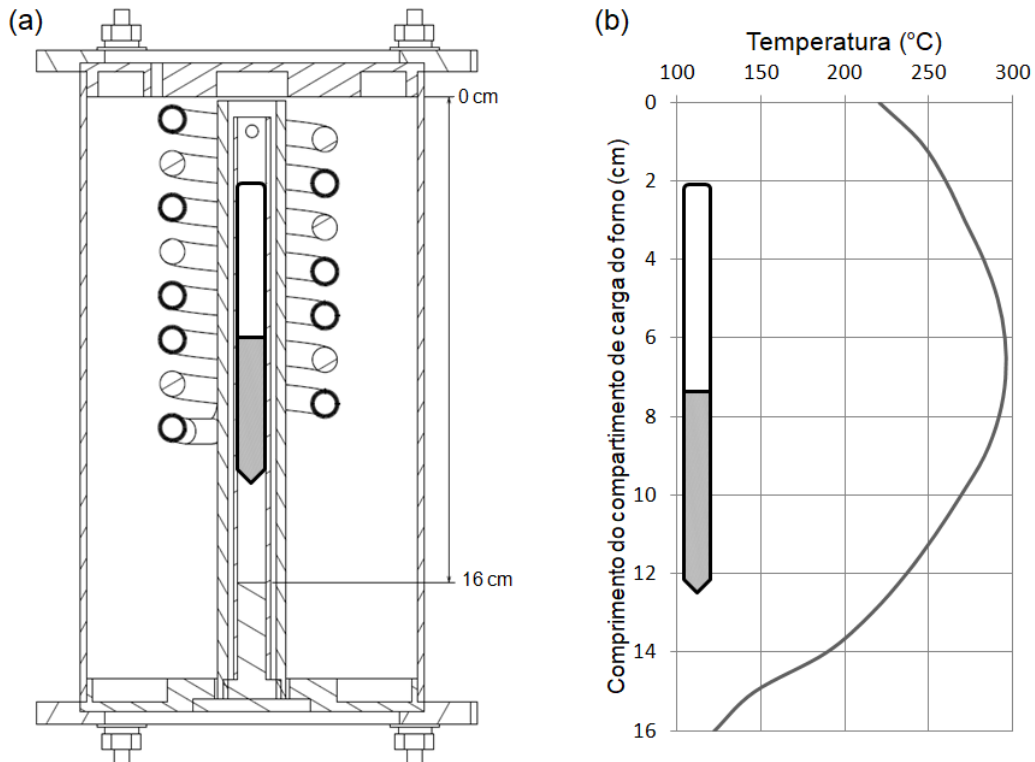 (a)
0 cm
16 cm
(b)
Temperatura (°C)
100 150 200 250 300
Comprimento do compartimento de carga do forno (cm)
0
2
4
6
8
10
12
14
16